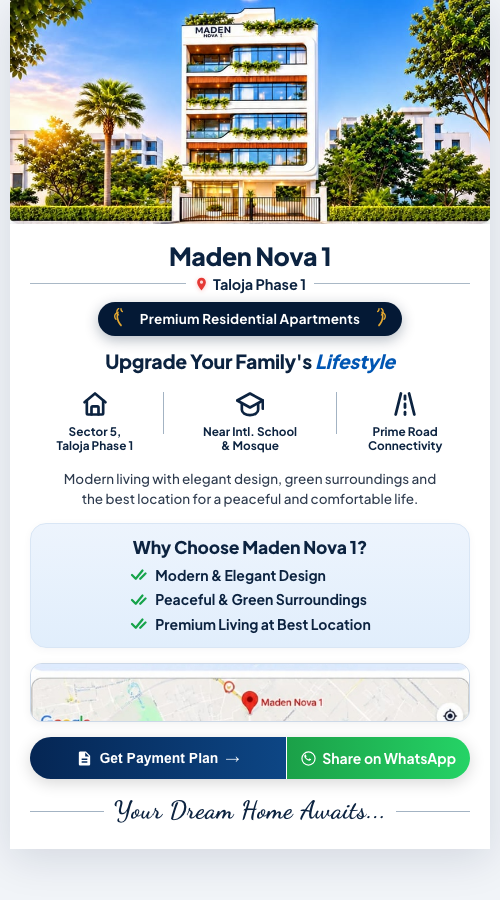 MADEN
NOVA 1
Maden Nova 1
Taloja Phase 1
Premium Residential Apartments
Upgrade Your Family's Lifestyle
Sector 5,
Taloja Phase 1
Near Intl. School
& Mosque
Prime Road
Connectivity
Modern living with elegant design, green surroundings and
the best location for a peaceful and comfortable life.
Why Choose Maden Nova 1?
Modern & Elegant Design
Peaceful & Green Surroundings
Premium Living at Best Location
Maden Nova 1
Google
Get Payment Plan →
Share on WhatsApp
Your Dream Home Awaits...